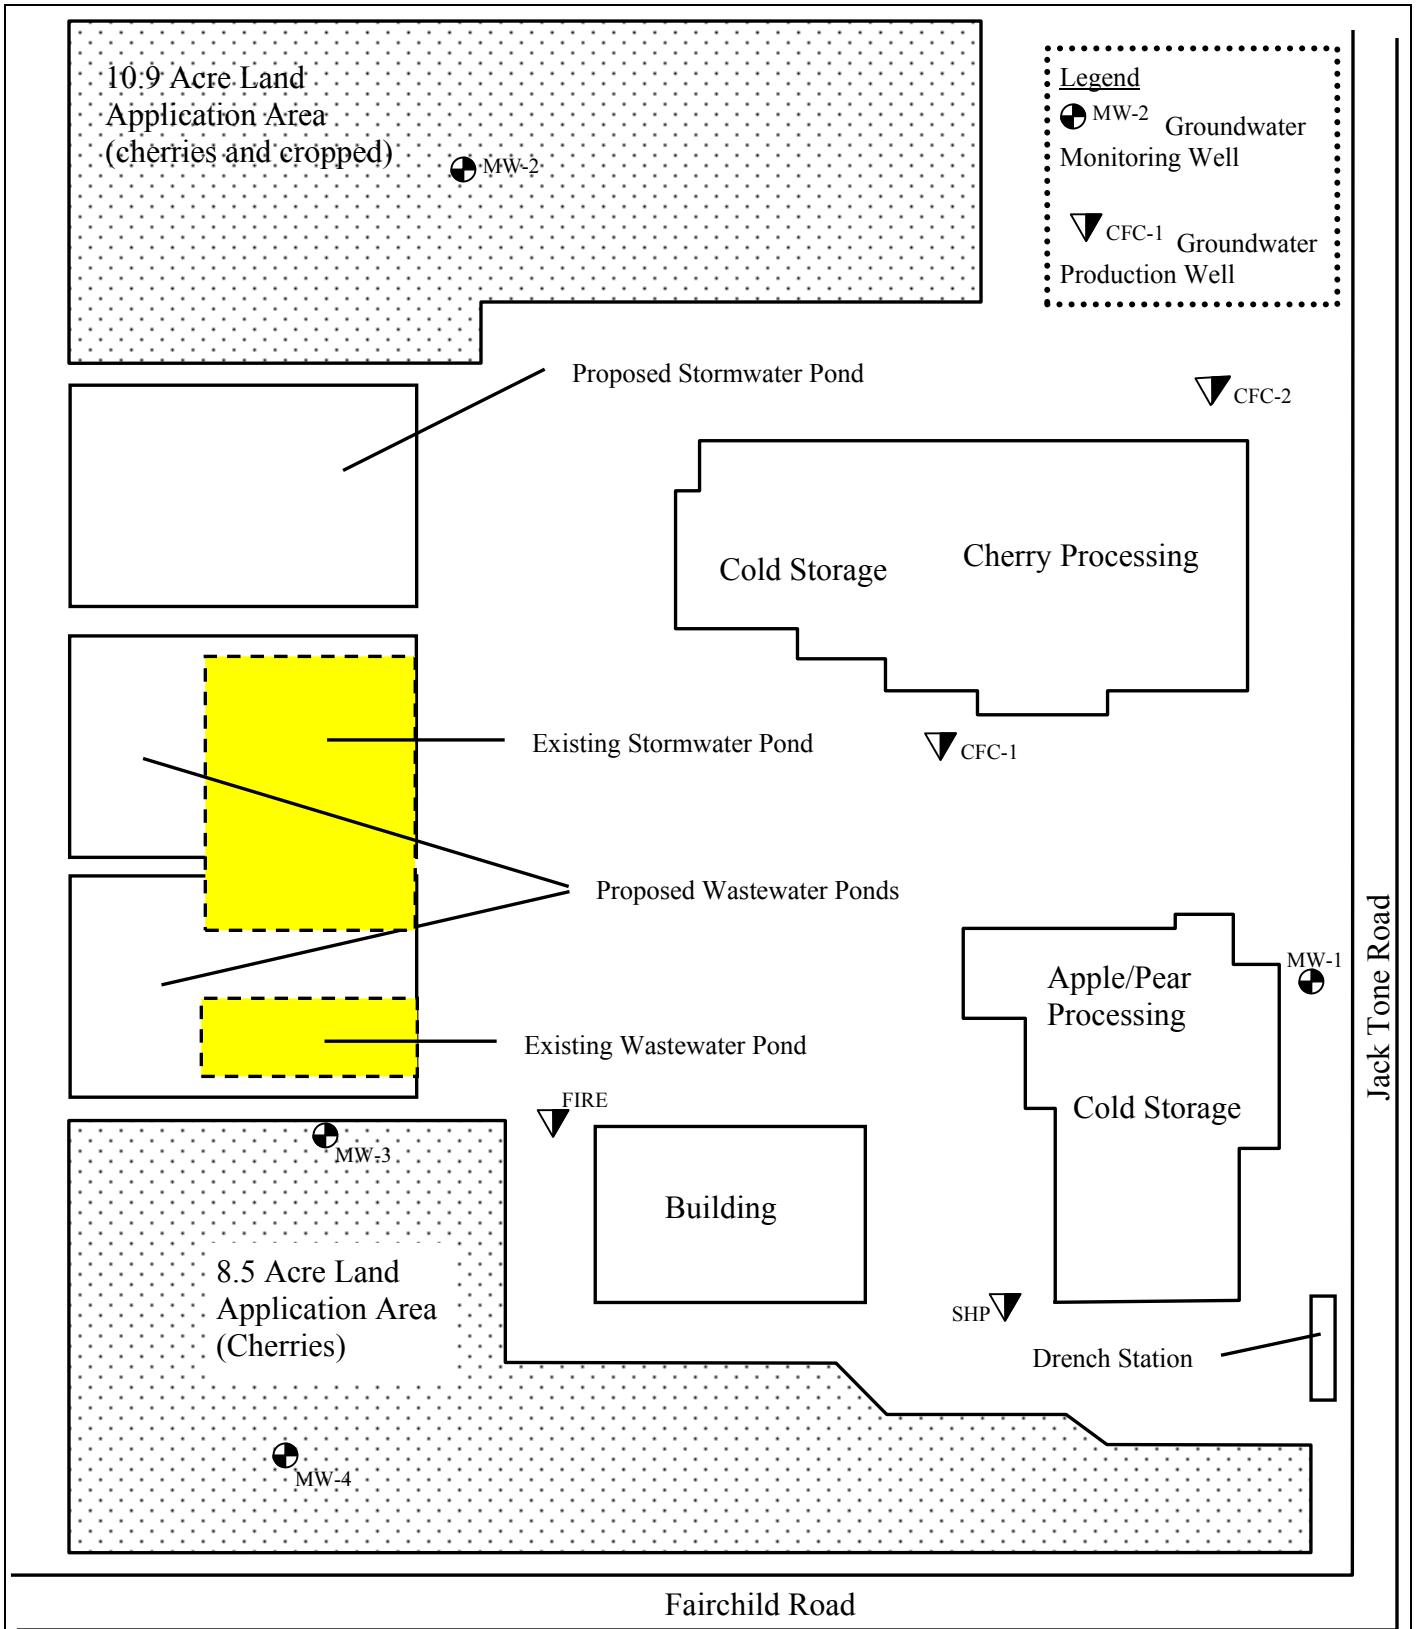 10.9 Acre Land
Application Area
(cherries and cropped)
MW-2
Legend
MW-2 Groundwater
Monitoring Well
CFC-1 Groundwater
Production Well
Proposed Stormwater Pond
CFC-2
Cold Storage
Cherry Processing
Existing Stormwater Pond
CFC-1
Proposed Wastewater Ponds
Apple/Pear
Processing
MW-1
Existing Wastewater Pond
Cold Storage
Jack Tone Road
FIRE
MW-3
Building
8.5 Acre Land
Application Area
(Cherries)
SHP
Drench Station
MW-4
Fairchild Road